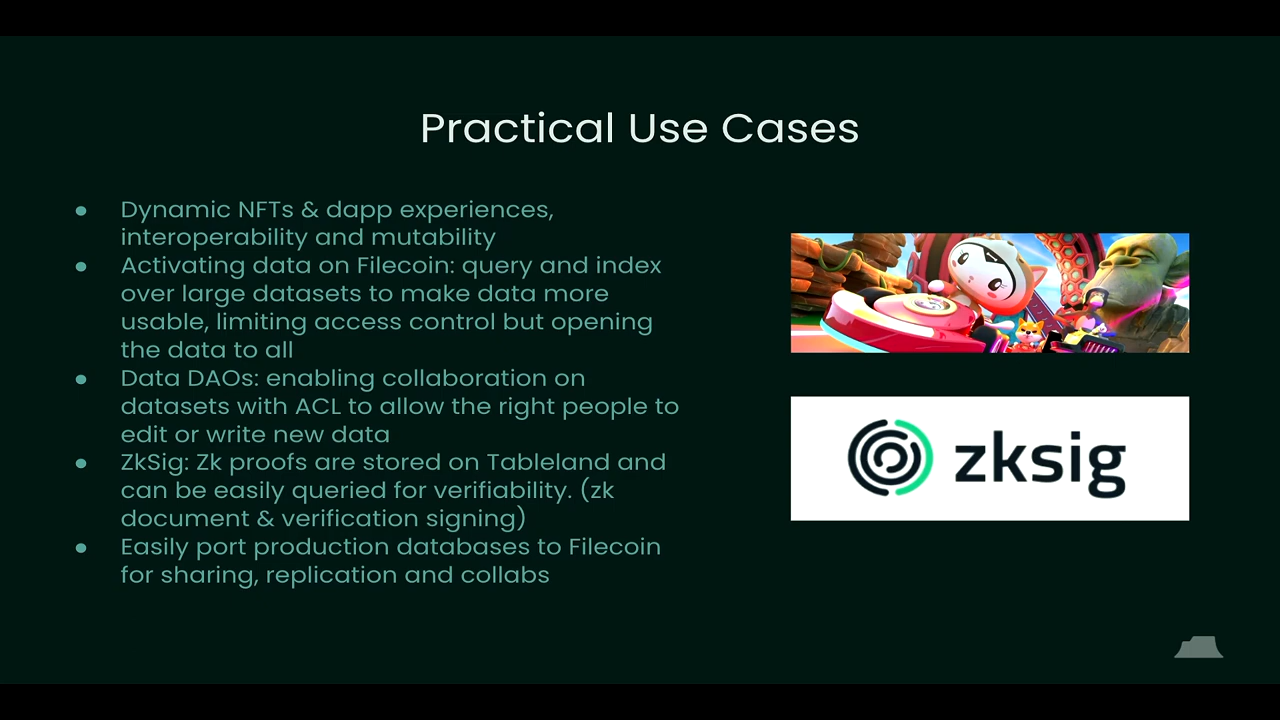 Practical Use Cases
● Dynamic NFTs & dapp experiences,
interoperability and mutability
● Activating data on Filecoin: query and index
over large datasets to make data more
usable, limiting access control but opening
the data to all
● Data DAOs: enabling collaboration on
datasets with ACL to allow the right people to
edit or write new data
● ZkSig: Zk proofs are stored on Tableland and
can be easily queried for verifiability. (zk
document & verification signing)
● Easily port production databases to Filecoin
for sharing, replication and collabs
zksig